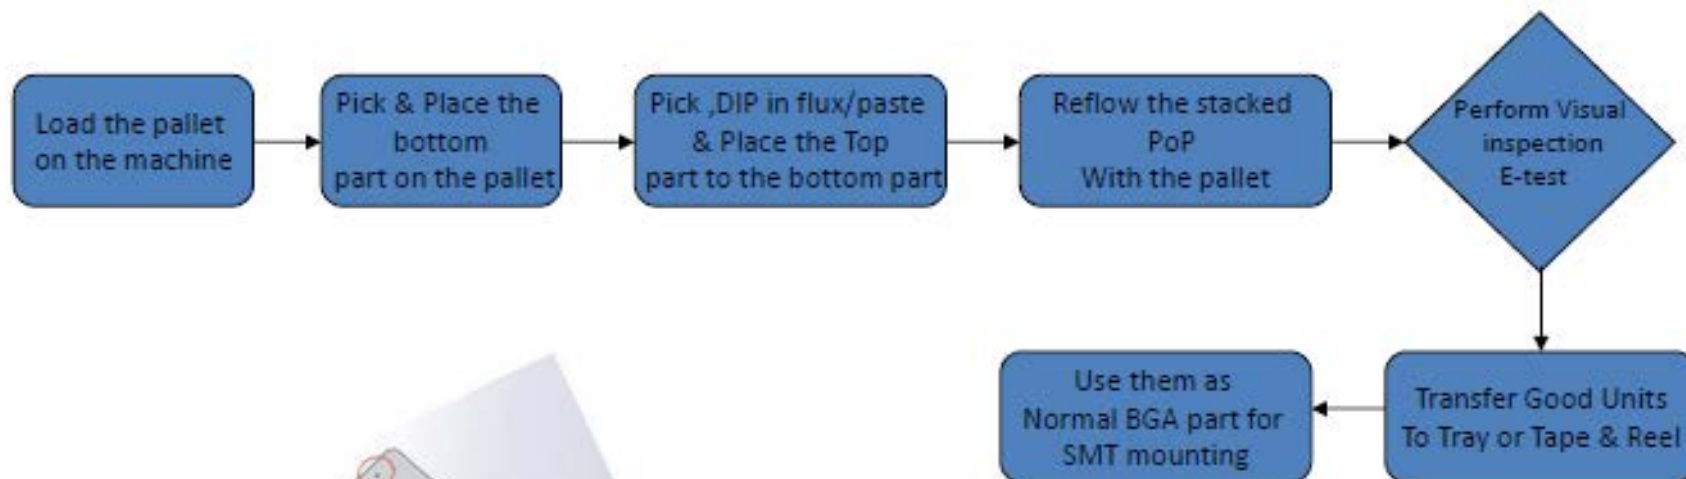 Load the pallet
on the machine
Pick & Place the
bottom
part on the pallet
Pick ,DIP in flux/paste
& Place the Top
part to the bottom part
Reflow the stacked
PoP
With the pallet
Perform Visual
inspection
E-test
Transfer Good Units
To Tray or Tape & Reel
Use them as
Normal BGA part for
SMT mounting